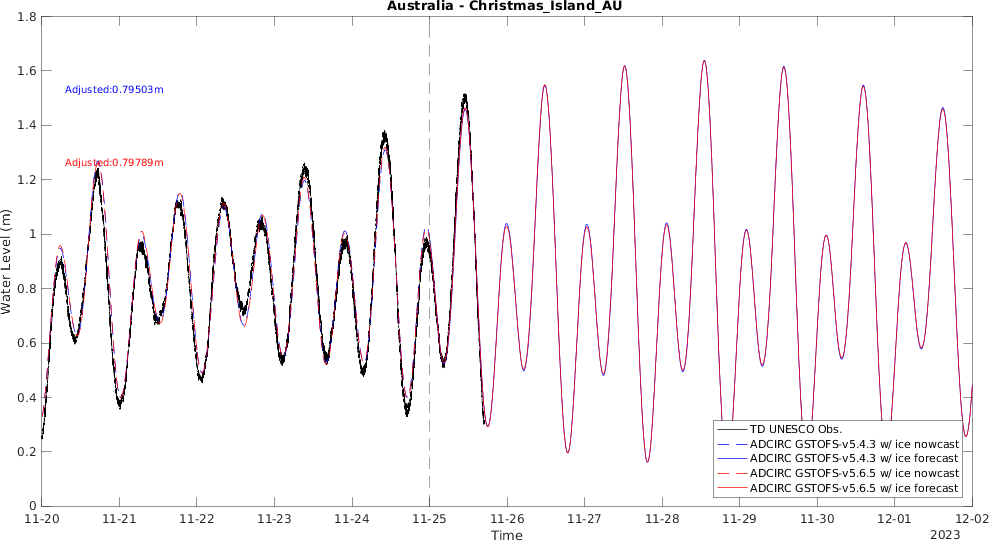 Australia - Christmas_Island_AU
Water Level (m)
1.8
1.6
1.4
1.2
1
0.8
0.6
0.4
0.2
0
Adjusted:0.79503m
Adjusted:0.79789m
TD UNESCO Obs.
ADCIRC GSTOFS-v5.4.3 w/ ice nowcast
ADCIRC GSTOFS-v5.4.3 w/ ice forecast
ADCIRC GSTOFS-v5.6.5 w/ ice nowcast
ADCIRC GSTOFS-v5.6.5 w/ ice forecast
11-20 11-21 11-22 11-23 11-24 11-25 11-26 11-27 11-28 11-29 11-30 12-01 12-02
Time
2023